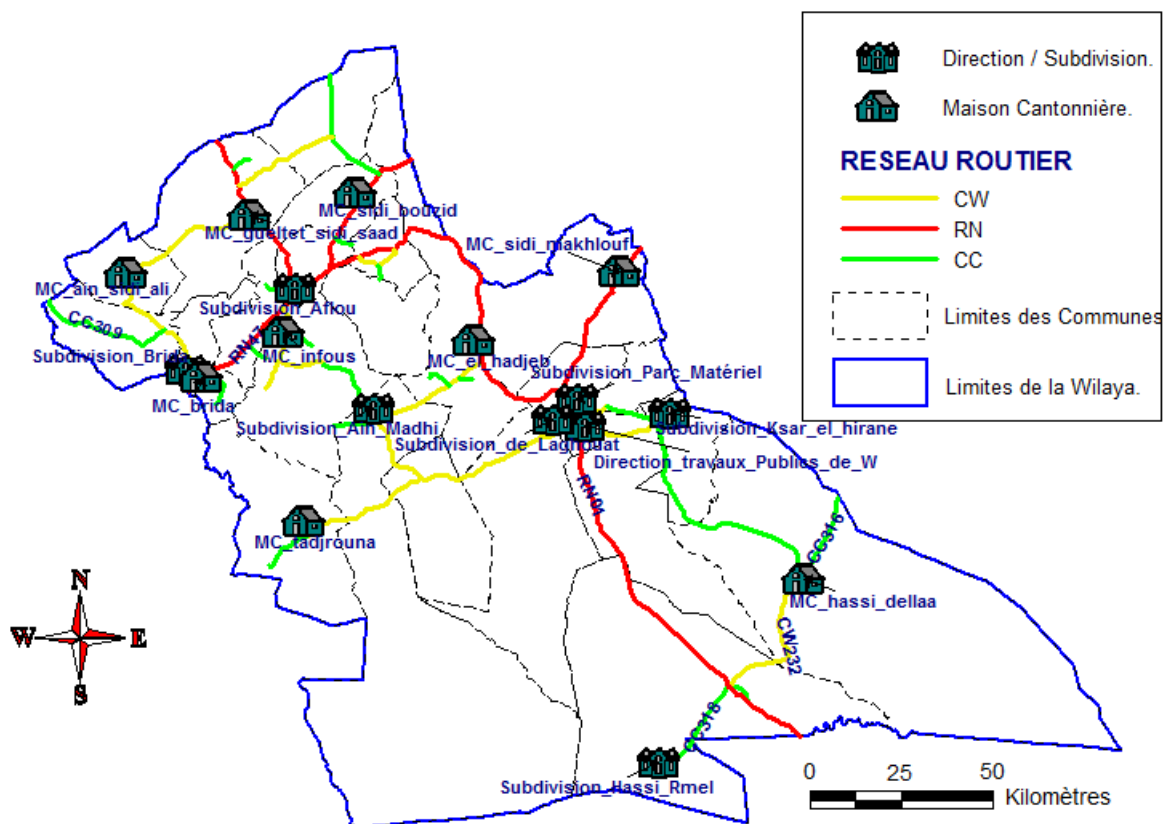 Direction / Subdivision.
Maison Cantonnière.
RESEAU ROUTIER
CW
RN
CC
Limites des Communes
Limites de la Wilaya.
MC_sidi_bouzid
MC_gueltet_sidi_saad
MC_sidi_makhlouf
MC_ain_sidi_ali
Subdivision_Aflou
CC309
MC_infous
Subdivision_Brida
MC_el_hadjeb
Subdivision_Parc_Matériel
MC_brida
Subdivision_Ain_Madhi
Subdivision_Ksar_el_hirane
Subdivision_de_Laghouat
Direction_travaux_Publics_de_W
RN01
CC316
MC_tadjrouna
MC_hassi_dellaa
CW232
CC318
Subdivision_Hassi_Rmel
N
W
E
S
0 25 50
Kilomètres